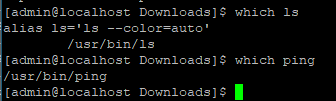 [admin@localhost Downloads]$ which ls
alias ls='ls --color=auto'
        /usr/bin/ls
[admin@localhost Downloads]$ which ping
/usr/bin/ping
[admin@localhost Downloads]$